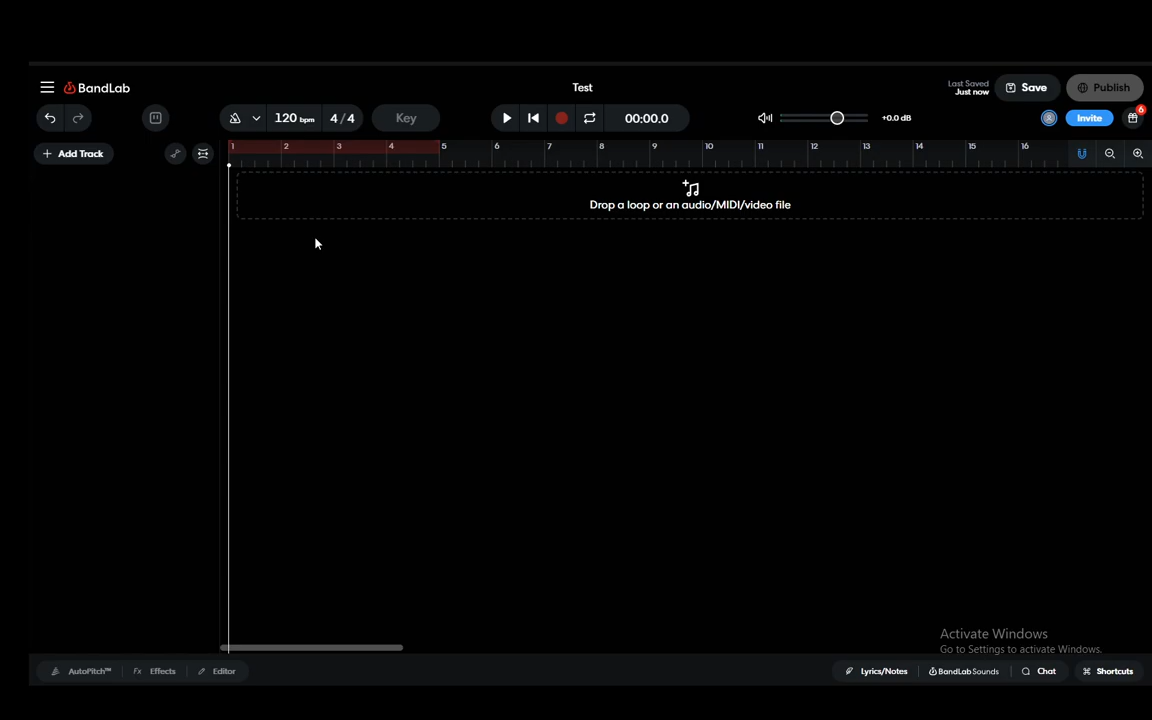 BandLab
Test
Last Saved
Just now
Save
Publish
120 bpm
4/4
Key
00:00.0
+0.0 dB
Invite
6
+ Add Track
1 2 3 4 5 6 7 8 9 10 11 12 13 14 15 16
Drop a loop or an audio/MIDI/video file
Activate Windows
Go to Settings to activate Windows.
AutoPitch™
Fx Effects
Editor
Lyrics/Notes
BandLab Sounds
Chat
⌘ Shortcuts